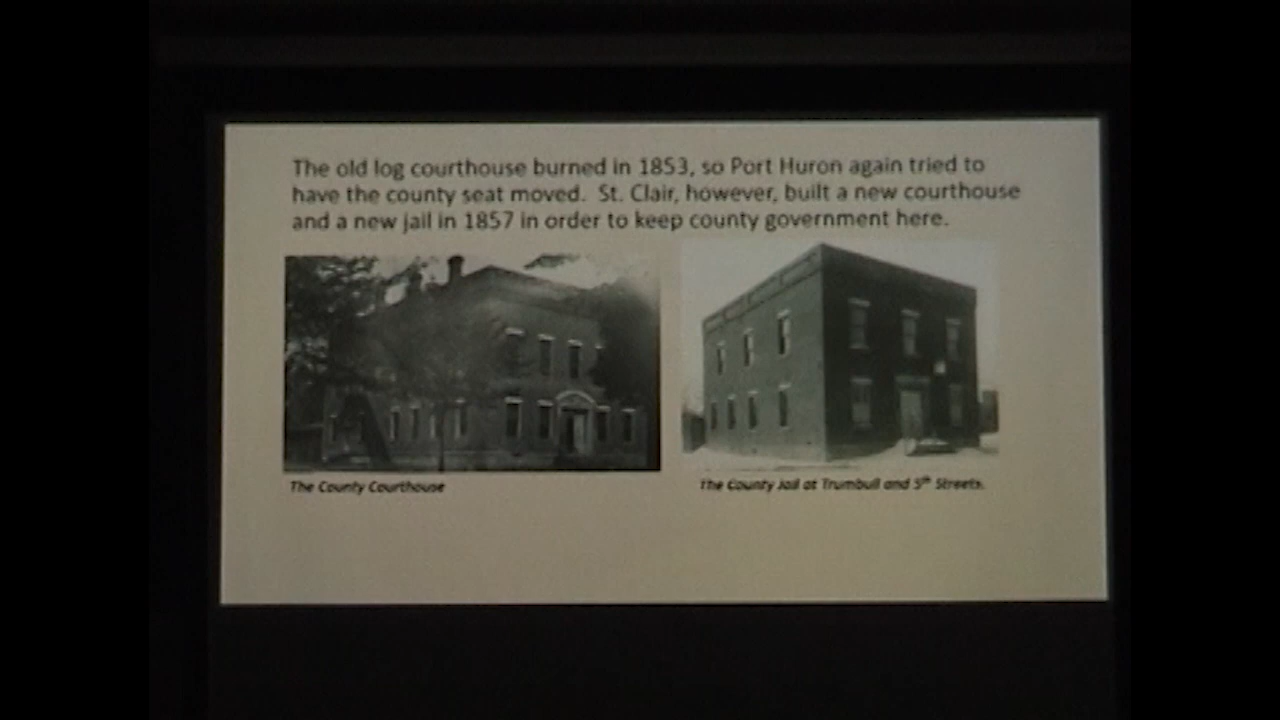 The old log courthouse burned in 1853, so Port Huron again tried to
have the county seat moved.  St. Clair, however, built a new courthouse
and a new jail in 1857 in order to keep county government here.
The County Courthouse
The County Jail at Trumbull and 5th Streets.